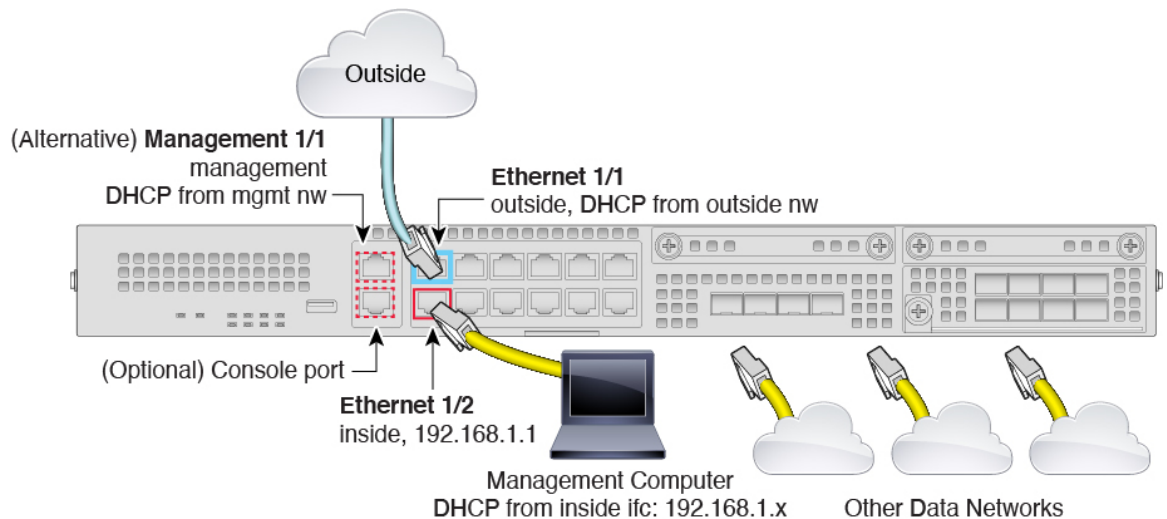 Outside
(Alternative) Management 1/1
management
DHCP from mgmt nw
Ethernet 1/1
outside, DHCP from outside nw
(Optional) Console port
Ethernet 1/2
inside, 192.168.1.1
Management Computer
DHCP from inside ifc: 192.168.1.x
Other Data Networks